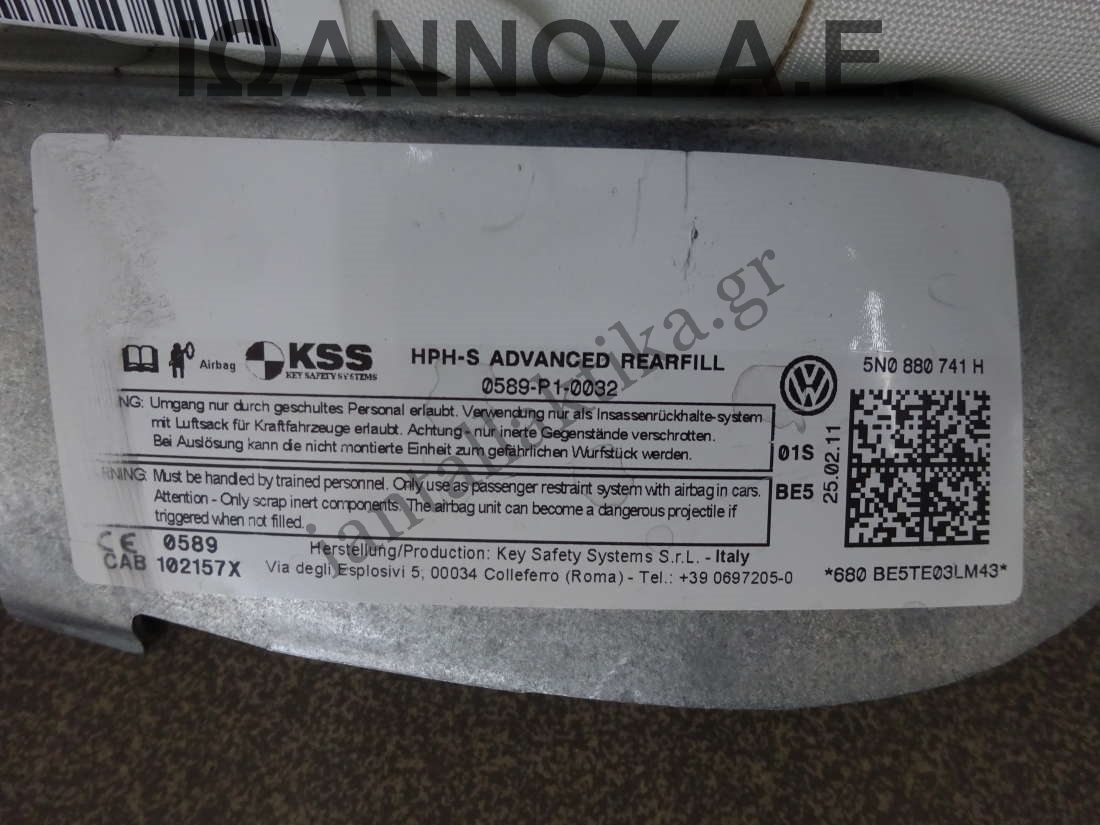 ΙΩΑΝΝΟΥ Α.Ε.
Airbag
KSS
KEY SAFETY SYSTEMS
HPH-S ADVANCED REARFILL
0589-P1-0032
5N0 880 741 H
NG: Umgang nur durch geschultes Personal erlaubt. Verwendung nur als Insassenrückhalte-system
mit Luftsack für Kraftfahrzeuge erlaubt. Achtung - nur inerte Gegenstände verschrotten.
Bei Auslösung kann die nicht montierte Einheit zum gefährlichen Wurfstück werden.
01S
25.02.11
RNING: Must be handled by trained personnel. Only use as passenger restraint system with airbag in cars.
Attention - Only scrap inert components. The airbag unit can become a dangerous projectile if
triggered when not filled.
BE5
CE 0589
CAB 102157X
Herstellung/Production: Key Safety Systems S.r.L. - Italy
Via degli Esplosivi 5; 00034 Colleferro (Roma) - Tel.: +39 0697205-0
*680 BE5TE03LM43*
iantallaktika.gr